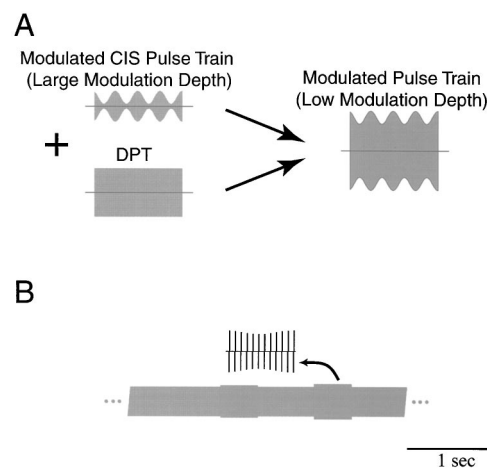 A
Modulated CIS Pulse Train
(Large Modulation Depth)
+
DPT
Modulated Pulse Train
(Low Modulation Depth)
B
1 sec